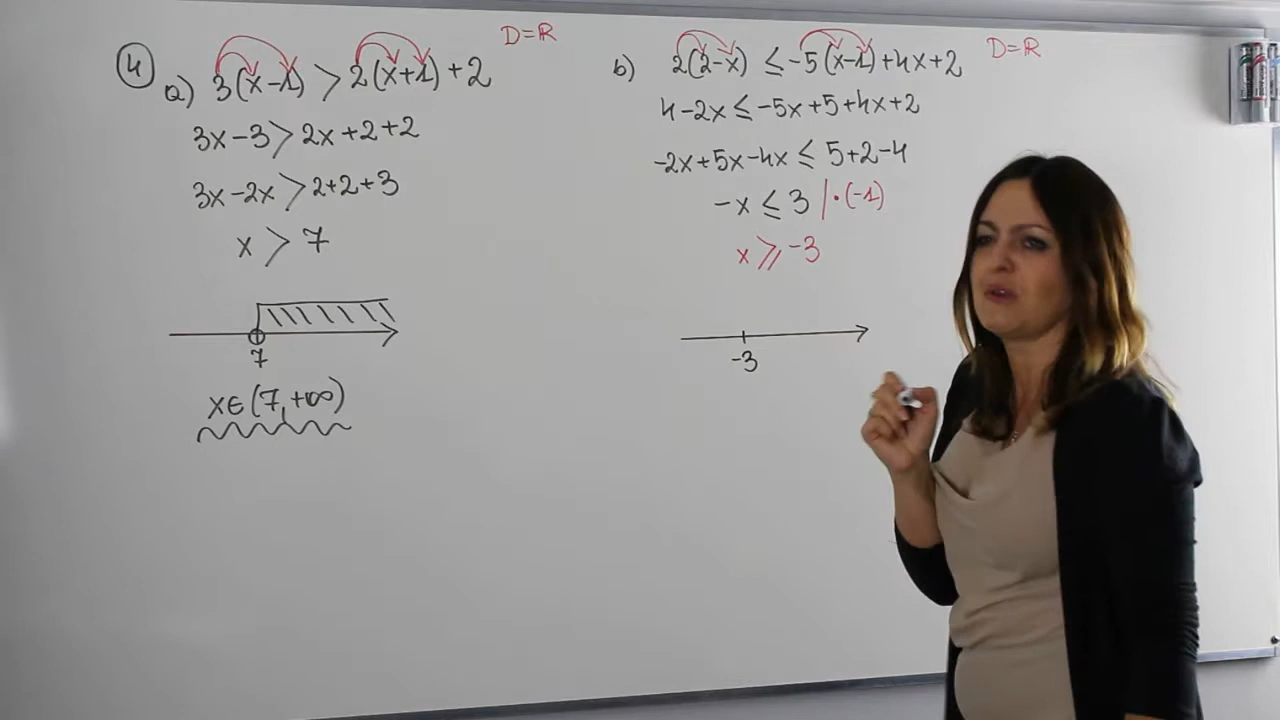 4
a) 3(x-1) > 2(x+1)+2 D=ℝ
3x-3 > 2x+2+2
3x-2x > 2+2+3
x > 7
7
x∈(7,+∞)
b) 2(2-x) ≤ -5(x-1)+4x+2 D=ℝ
4-2x ≤ -5x+5+4x+2
-2x+5x-4x ≤ 5+2-4
-x ≤ 3 |·(-1)
x ≥ -3
-3